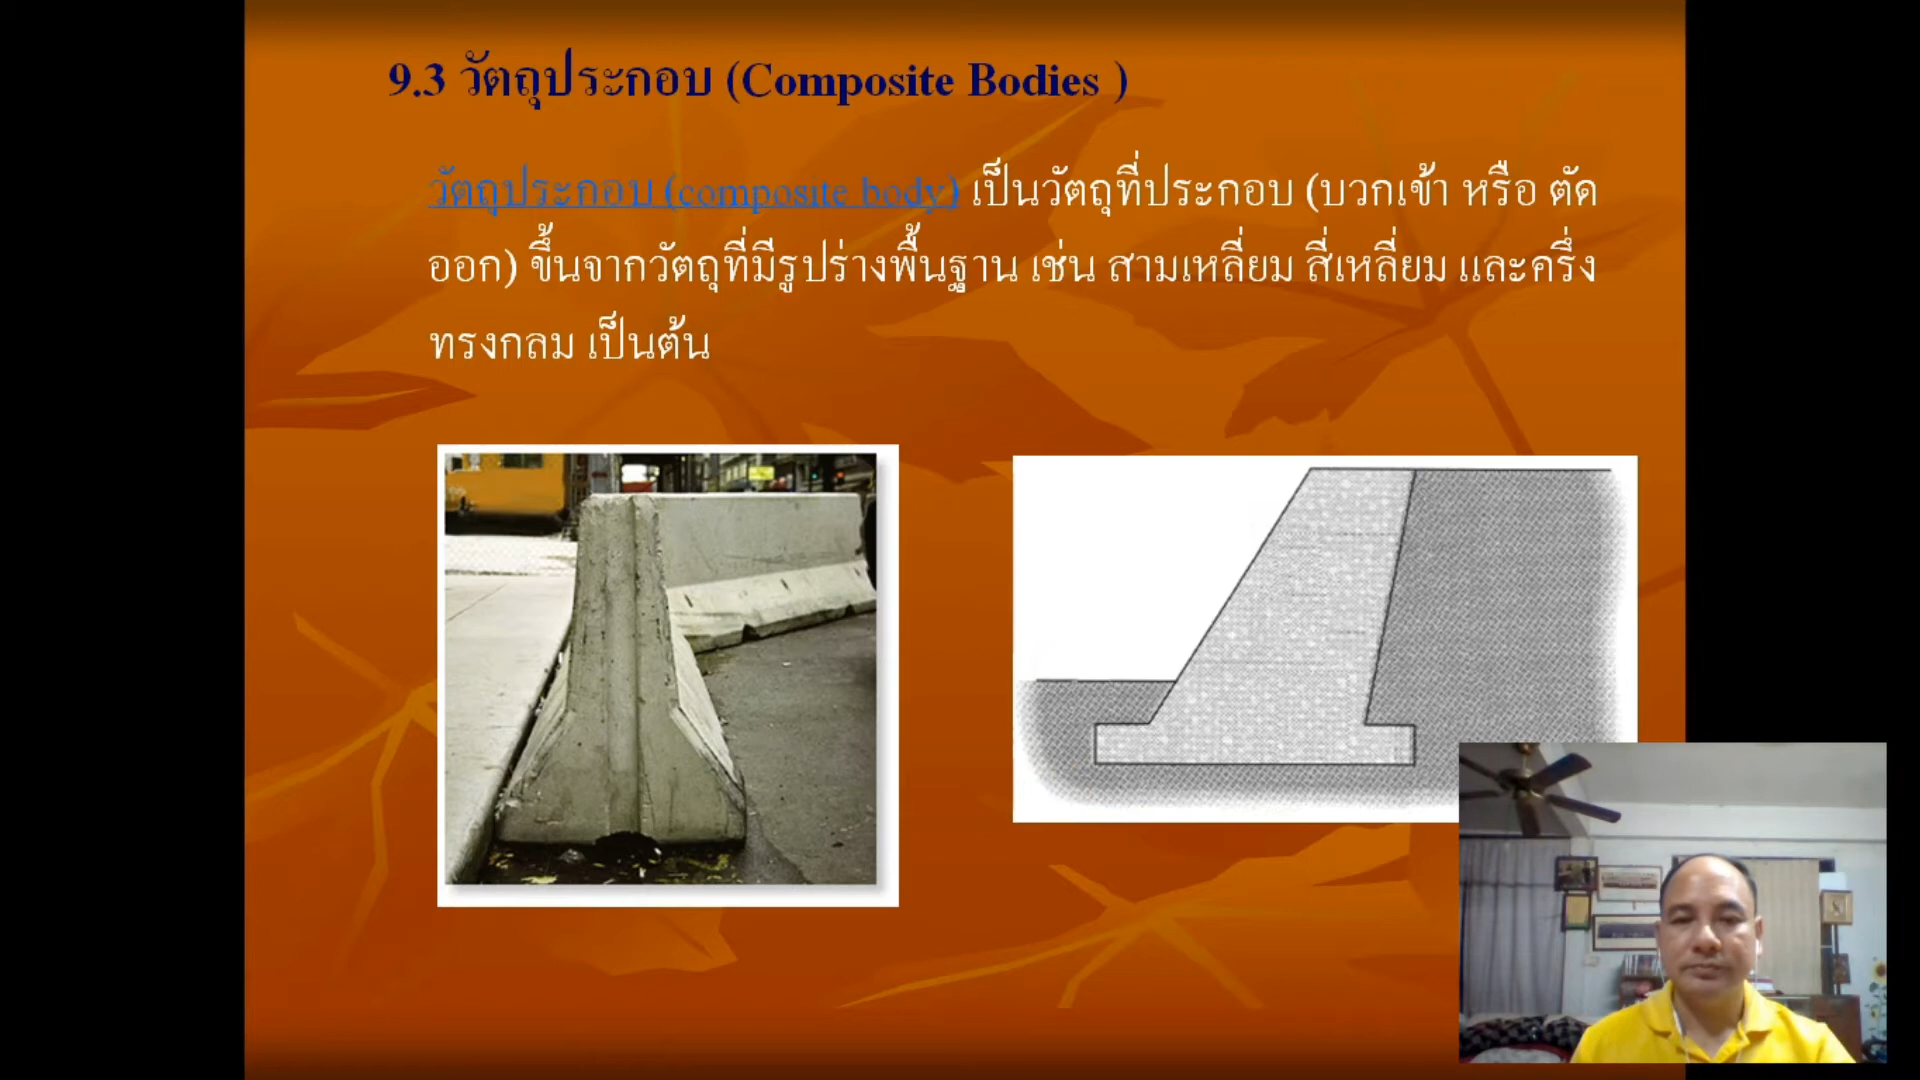 9.3 วัตถุประกอบ (Composite Bodies )
วัตถุประกอบ (composite body) เป็นวัตถุที่ประกอบ (บวกเข้า หรือ ตัด
ออก) ขึ้นจากวัตถุที่มีรูปร่างพื้นฐาน เช่น สามเหลี่ยม สี่เหลี่ยม และครึ่ง
ทรงกลม เป็นต้น